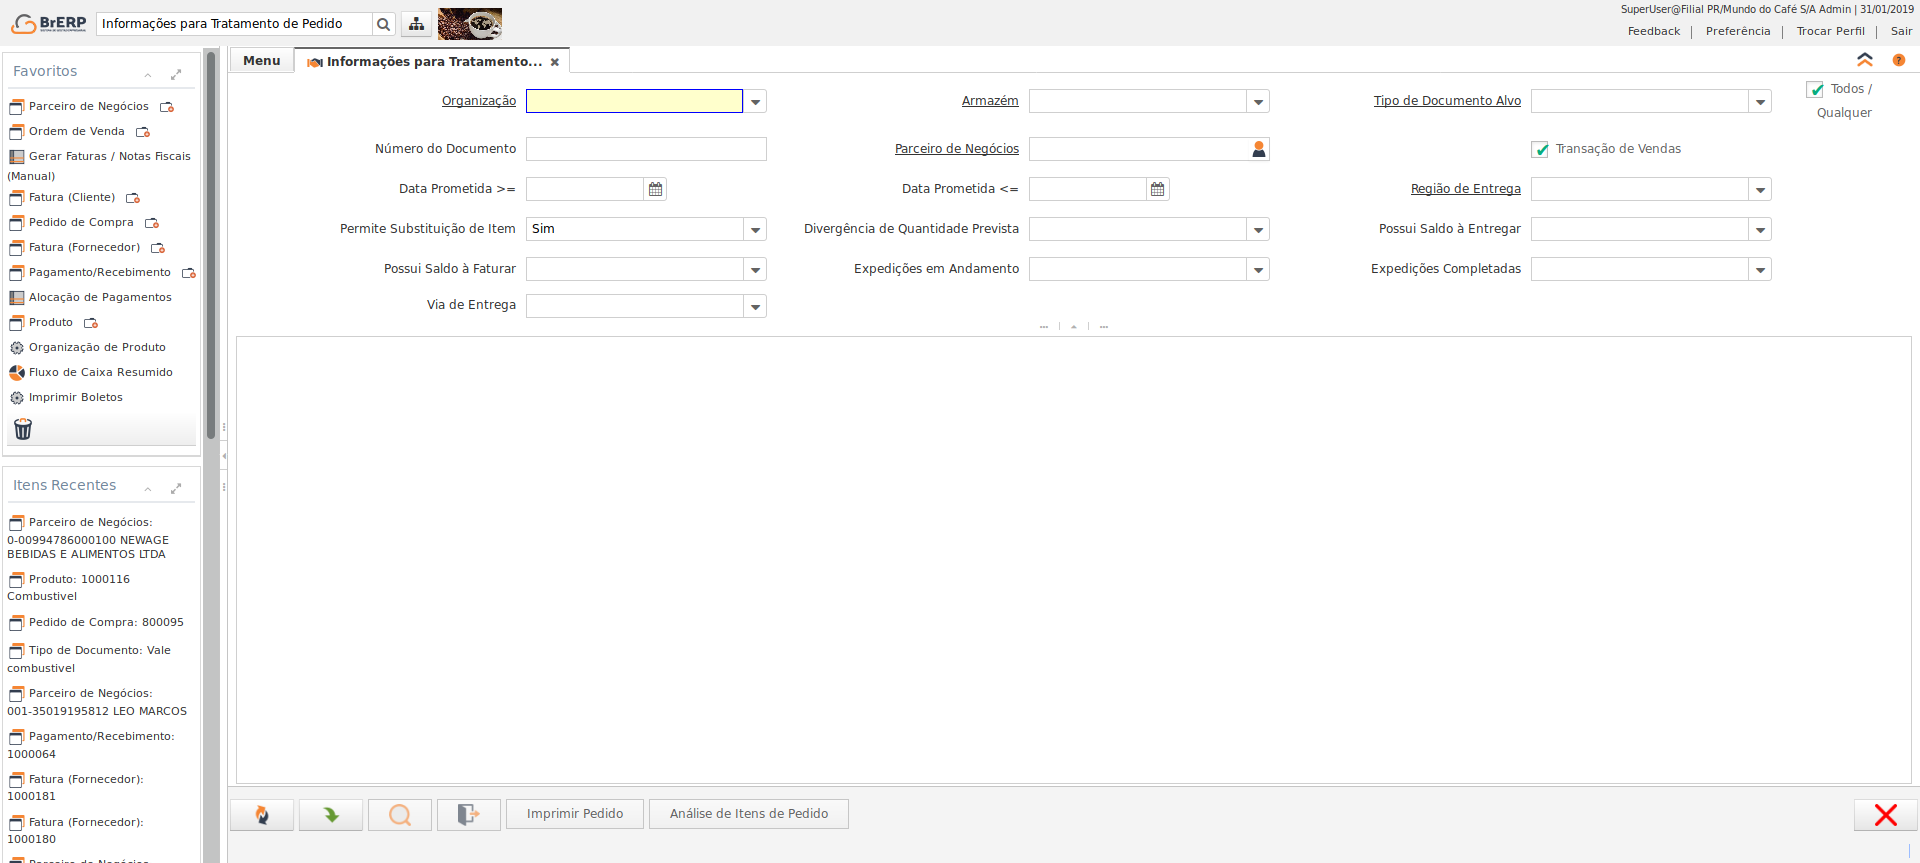 BrERP
Informações para Tratamento de Pedido
SuperUser@Filial PR/Mundo do Café S/A Admin | 31/01/2019
Feedback | Preferência | Trocar Perfil | Sair
Favoritos
Parceiro de Negócios
Ordem de Venda
Gerar Faturas / Notas Fiscais
(Manual)
Fatura (Cliente)
Pedido de Compra
Fatura (Fornecedor)
Pagamento/Recebimento
Alocação de Pagamentos
Produto
Organização de Produto
Fluxo de Caixa Resumido
Imprimir Boletos
Itens Recentes
Parceiro de Negócios:
0-00994786000100 NEWAGE
BEBIDAS E ALIMENTOS LTDA
Produto: 1000116
Combustivel
Pedido de Compra: 800095
Tipo de Documento: Vale
combustivel
Parceiro de Negócios:
001-35019195812 LEO MARCOS
Pagamento/Recebimento:
1000064
Fatura (Fornecedor):
1000181
Fatura (Fornecedor):
1000180
Menu
Informações para Tratamento...
Organização
Armazém
Tipo de Documento Alvo
Todos /
Qualquer
Número do Documento
Parceiro de Negócios
Transação de Vendas
Data Prometida >=
Data Prometida <=
Região de Entrega
Permite Substituição de Item
Sim
Divergência de Quantidade Prevista
Possui Saldo à Entregar
Possui Saldo à Faturar
Expedições em Andamento
Expedições Completadas
Via de Entrega
Imprimir Pedido
Análise de Itens de Pedido